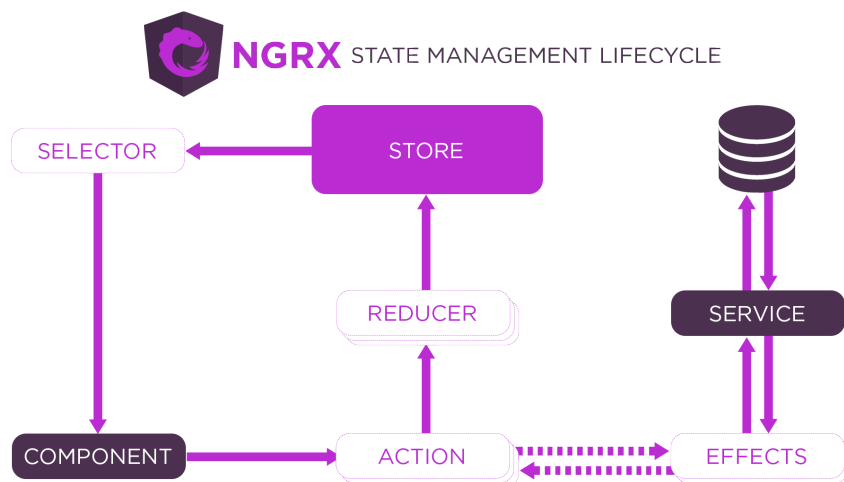 NGRX STATE MANAGEMENT LIFECYCLE
SELECTOR
STORE
REDUCER
SERVICE
COMPONENT
ACTION
EFFECTS